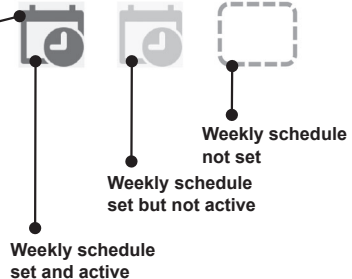 Weekly schedule
not set
Weekly schedule
set but not active
Weekly schedule
set and active